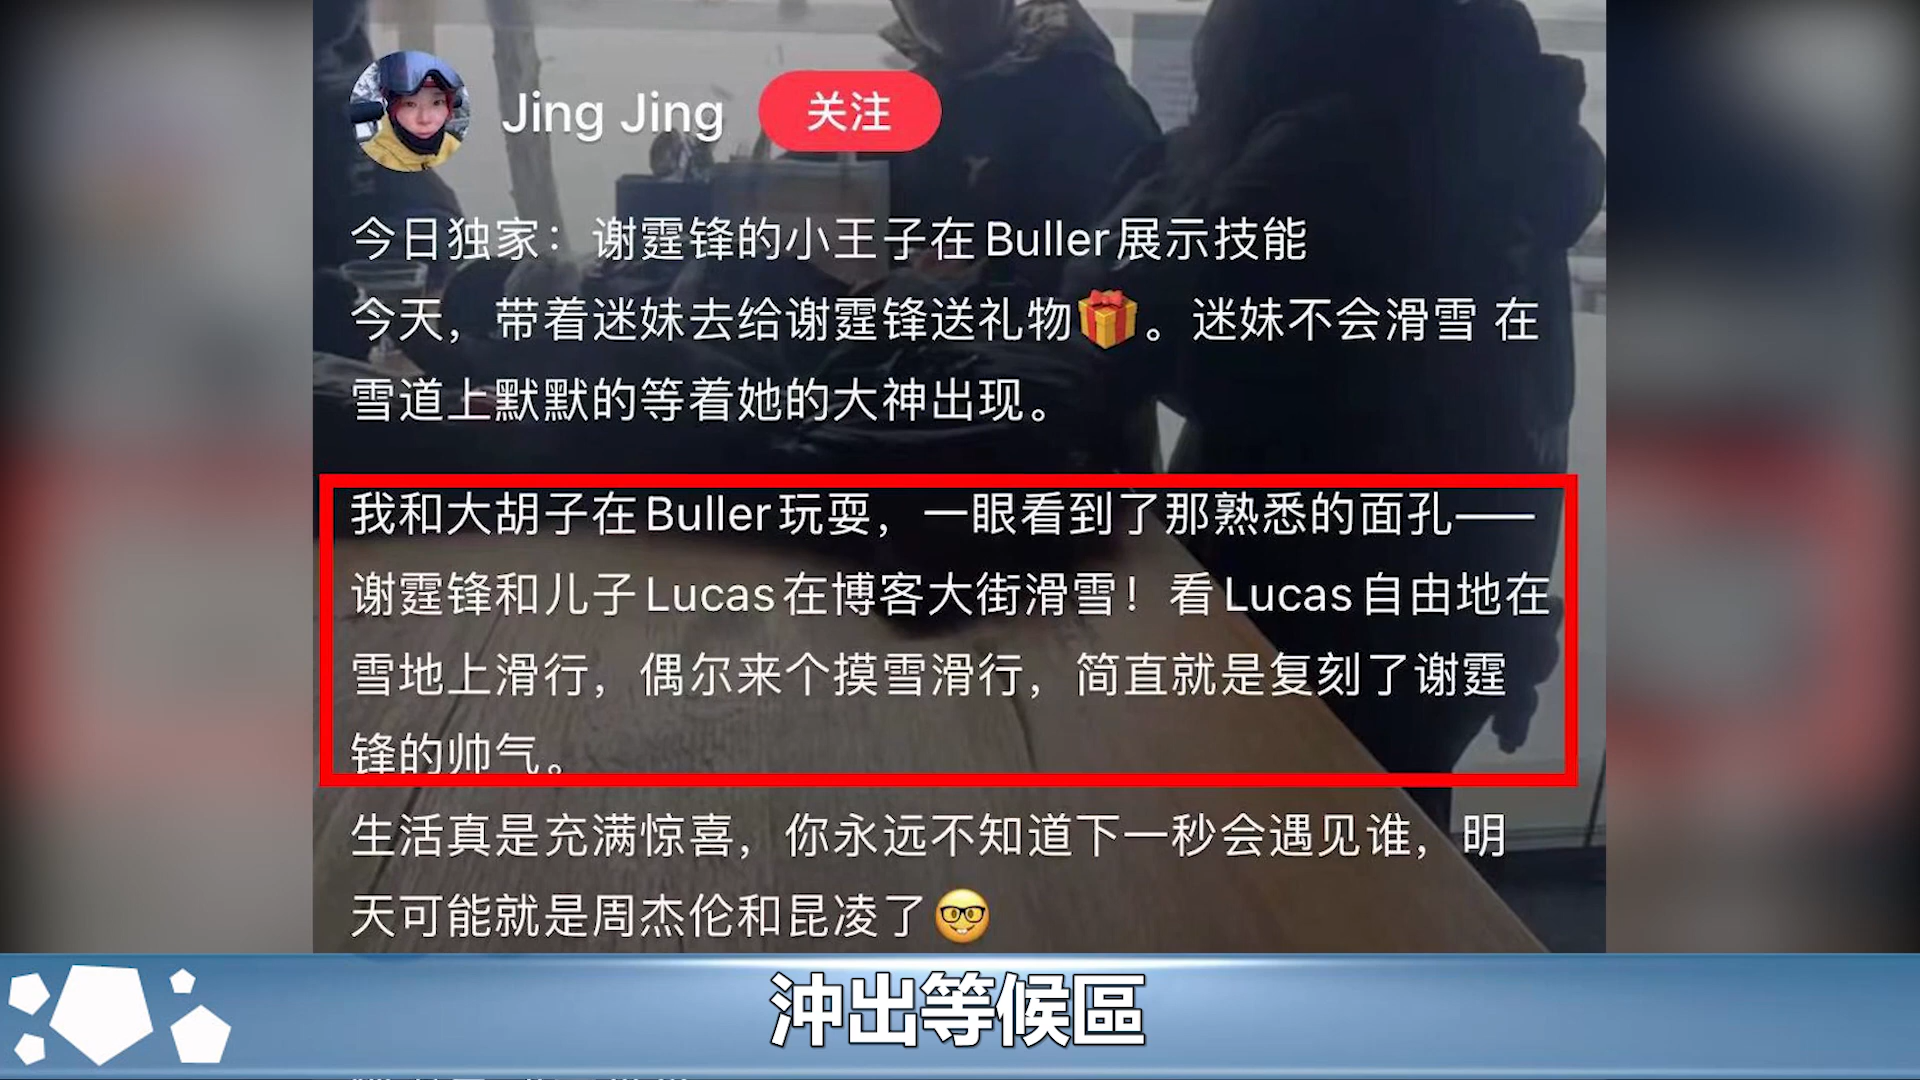 Jing Jing 关注
今日独家：谢霆锋的小王子在Buller展示技能
今天，带着迷妹去给谢霆锋送礼物🎁。迷妹不会滑雪 在
雪道上默默的等着她的大神出现。
我和大胡子在Buller玩耍，一眼看到了那熟悉的面孔——
谢霆锋和儿子Lucas在博客大街滑雪！看Lucas自由地在
雪地上滑行，偶尔来个摸雪滑行，简直就是复刻了谢霆
锋的帅气。
生活真是充满惊喜，你永远不知道下一秒会遇见谁，明
天可能就是周杰伦和昆凌了🤓
沖出等候區